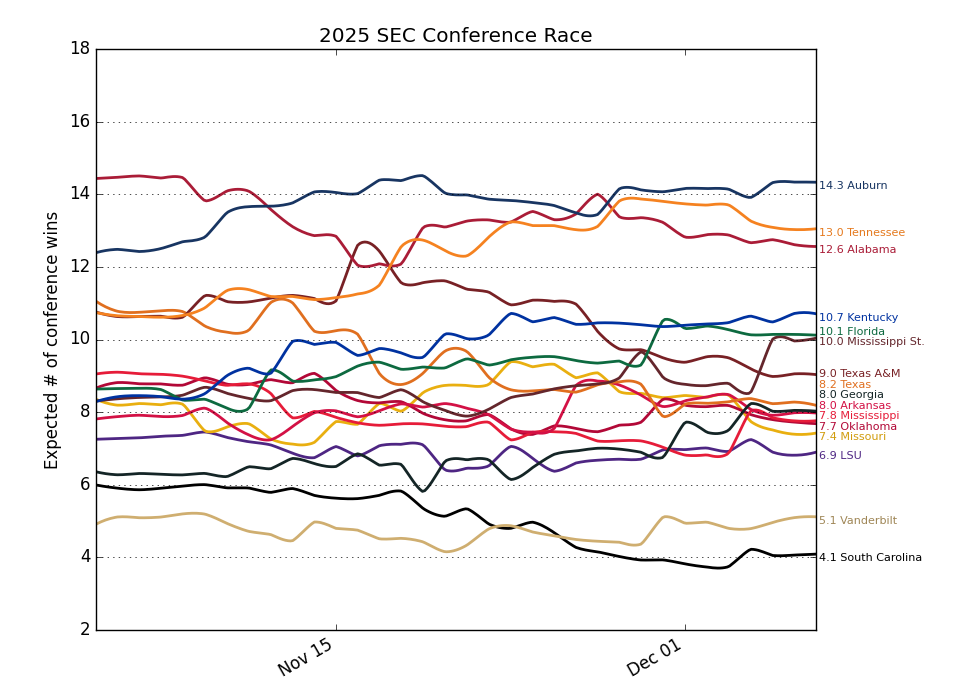 2025 SEC Conference Race
Expected # of conference wins
18
16
14
12
10
8
6
4
2
Nov 15
Dec 01
14.3 Auburn
13.0 Tennessee
12.6 Alabama
10.7 Kentucky
10.1 Florida
10.0 Mississippi St.
9.0 Texas A&M
8.2 Texas
8.0 Georgia
8.0 Arkansas
7.8 Mississippi
7.7 Oklahoma
7.4 Missouri
6.9 LSU
5.1 Vanderbilt
4.1 South Carolina